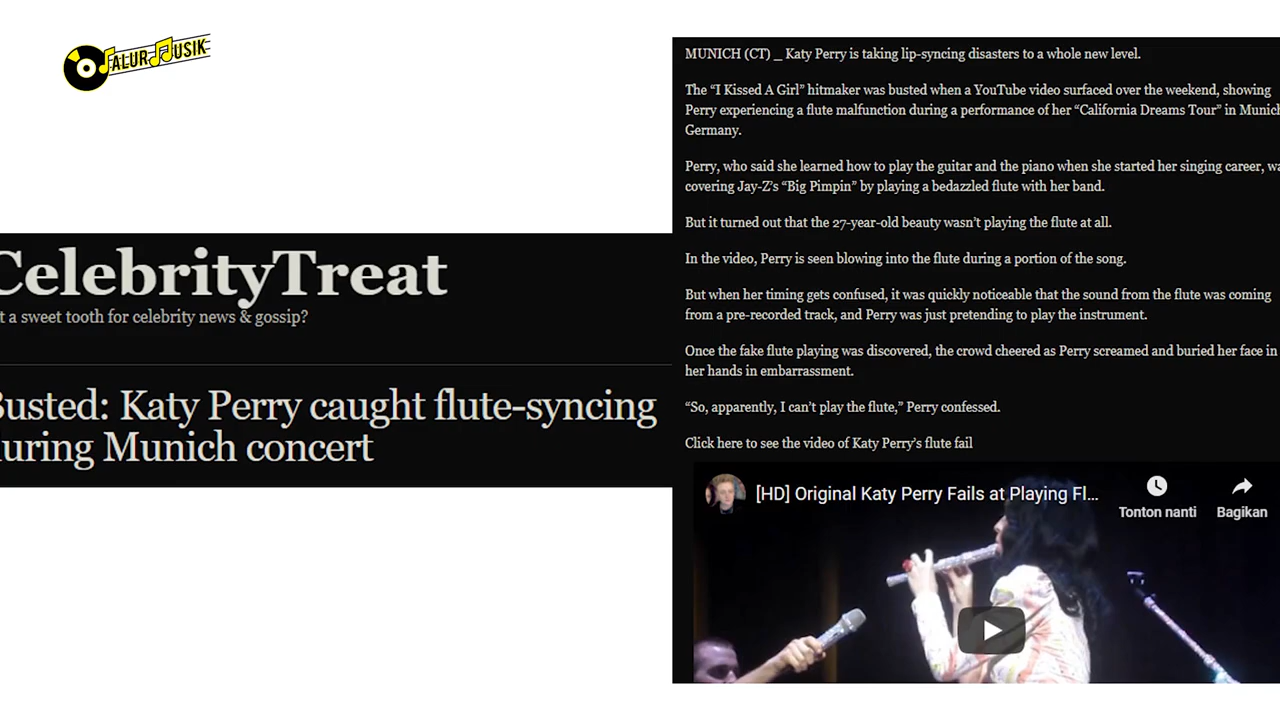 ALUR MUSIK
CelebrityTreat
t a sweet tooth for celebrity news & gossip?
Busted: Katy Perry caught flute-syncing
during Munich concert
MUNICH (CT) _ Katy Perry is taking lip-syncing disasters to a whole new level.
The “I Kissed A Girl” hitmaker was busted when a YouTube video surfaced over the weekend, showing
Perry experiencing a flute malfunction during a performance of her “California Dreams Tour” in Munich
Germany.
Perry, who said she learned how to play the guitar and the piano when she started her singing career, wa
covering Jay-Z’s “Big Pimpin” by playing a bedazzled flute with her band.
But it turned out that the 27-year-old beauty wasn’t playing the flute at all.
In the video, Perry is seen blowing into the flute during a portion of the song.
But when her timing gets confused, it was quickly noticeable that the sound from the flute was coming
from a pre-recorded track, and Perry was just pretending to play the instrument.
Once the fake flute playing was discovered, the crowd cheered as Perry screamed and buried her face in
her hands in embarrassment.
“So, apparently, I can’t play the flute,” Perry confessed.
Click here to see the video of Katy Perry’s flute fail
[HD] Original Katy Perry Fails at Playing Fl...
Tonton nanti
Bagikan